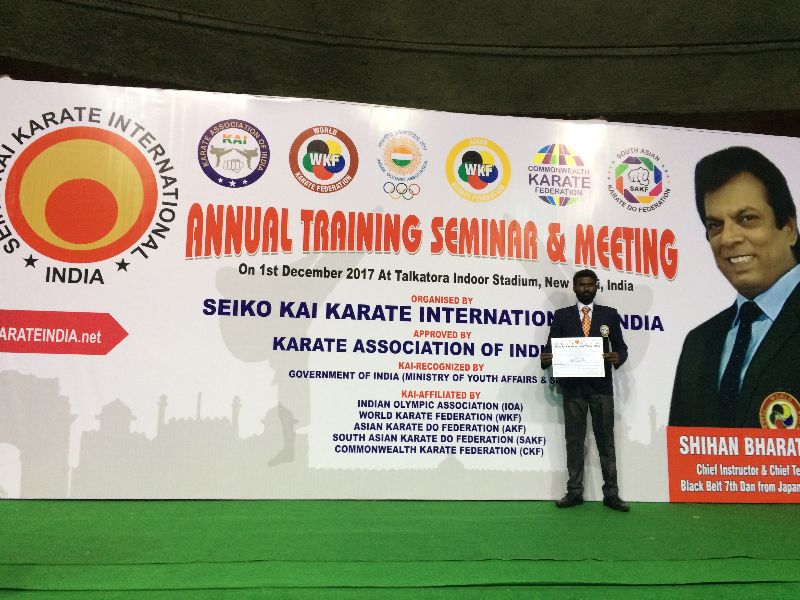 SEIKO KAI KARATE INTERNATIONAL
INDIA
ARATEINDIA.net
KARATE ASSOCIATION OF INDIA
KAI
WORLD
WKF
KARATE FEDERATION
ASIAN
WKF
KARATE FEDERATION
COMMONWEALTH
KARATE
FEDERATION
SOUTH ASIAN
SAKF
KARATE DO FEDERATION
ANNUAL TRAINING SEMINAR & MEETING
On 1st December 2017 At Talkatora Indoor Stadium, New i, India
ORGANISED BY
SEIKO KAI KARATE INTERNATION INDIA
APPROVED BY
KARATE ASSOCIATION OF IND
KAI-RECOGNIZED BY
GOVERNMENT OF INDIA (MINISTRY OF YOUTH AFFAIRS & S
KAI-AFFILIATED BY
INDIAN OLYMPIC ASSOCIATION (IOA)
WORLD KARATE FEDERATION (WKF)
ASIAN KARATE DO FEDERATION (AKF)
SOUTH ASIAN KARATE DO FEDERATION (SAKF)
COMMONWEALTH KARATE FEDERATION (CKF)
SHIHAN BHARAT
Chief Instructor & Chief Te
Black Belt 7th Dan from Japan